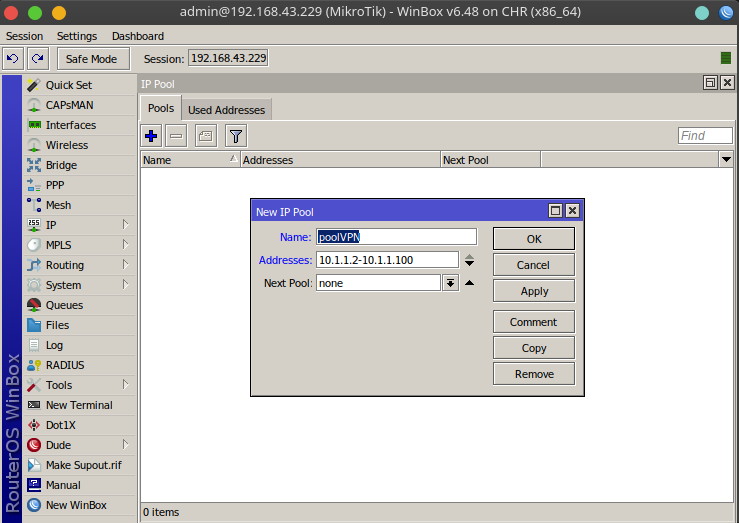 admin@192.168.43.229 (MikroTik) - WinBox v6.48 on CHR (x86_64)
Session Settings Dashboard
Safe Mode Session: 192.168.43.229
RouterOS WinBox
Quick Set
CAPsMAN
Interfaces
Wireless
Bridge
PPP
Mesh
IP
MPLS
Routing
System
Queues
Files
Log
RADIUS
Tools
New Terminal
Dot1X
Dude
Make Supout.rif
Manual
New WinBox
IP Pool
Pools Used Addresses
Find
Name Addresses Next Pool
New IP Pool
Name: poolVPN
Addresses: 10.1.1.2-10.1.1.100
Next Pool: none
OK
Cancel
Apply
Comment
Copy
Remove
0 items